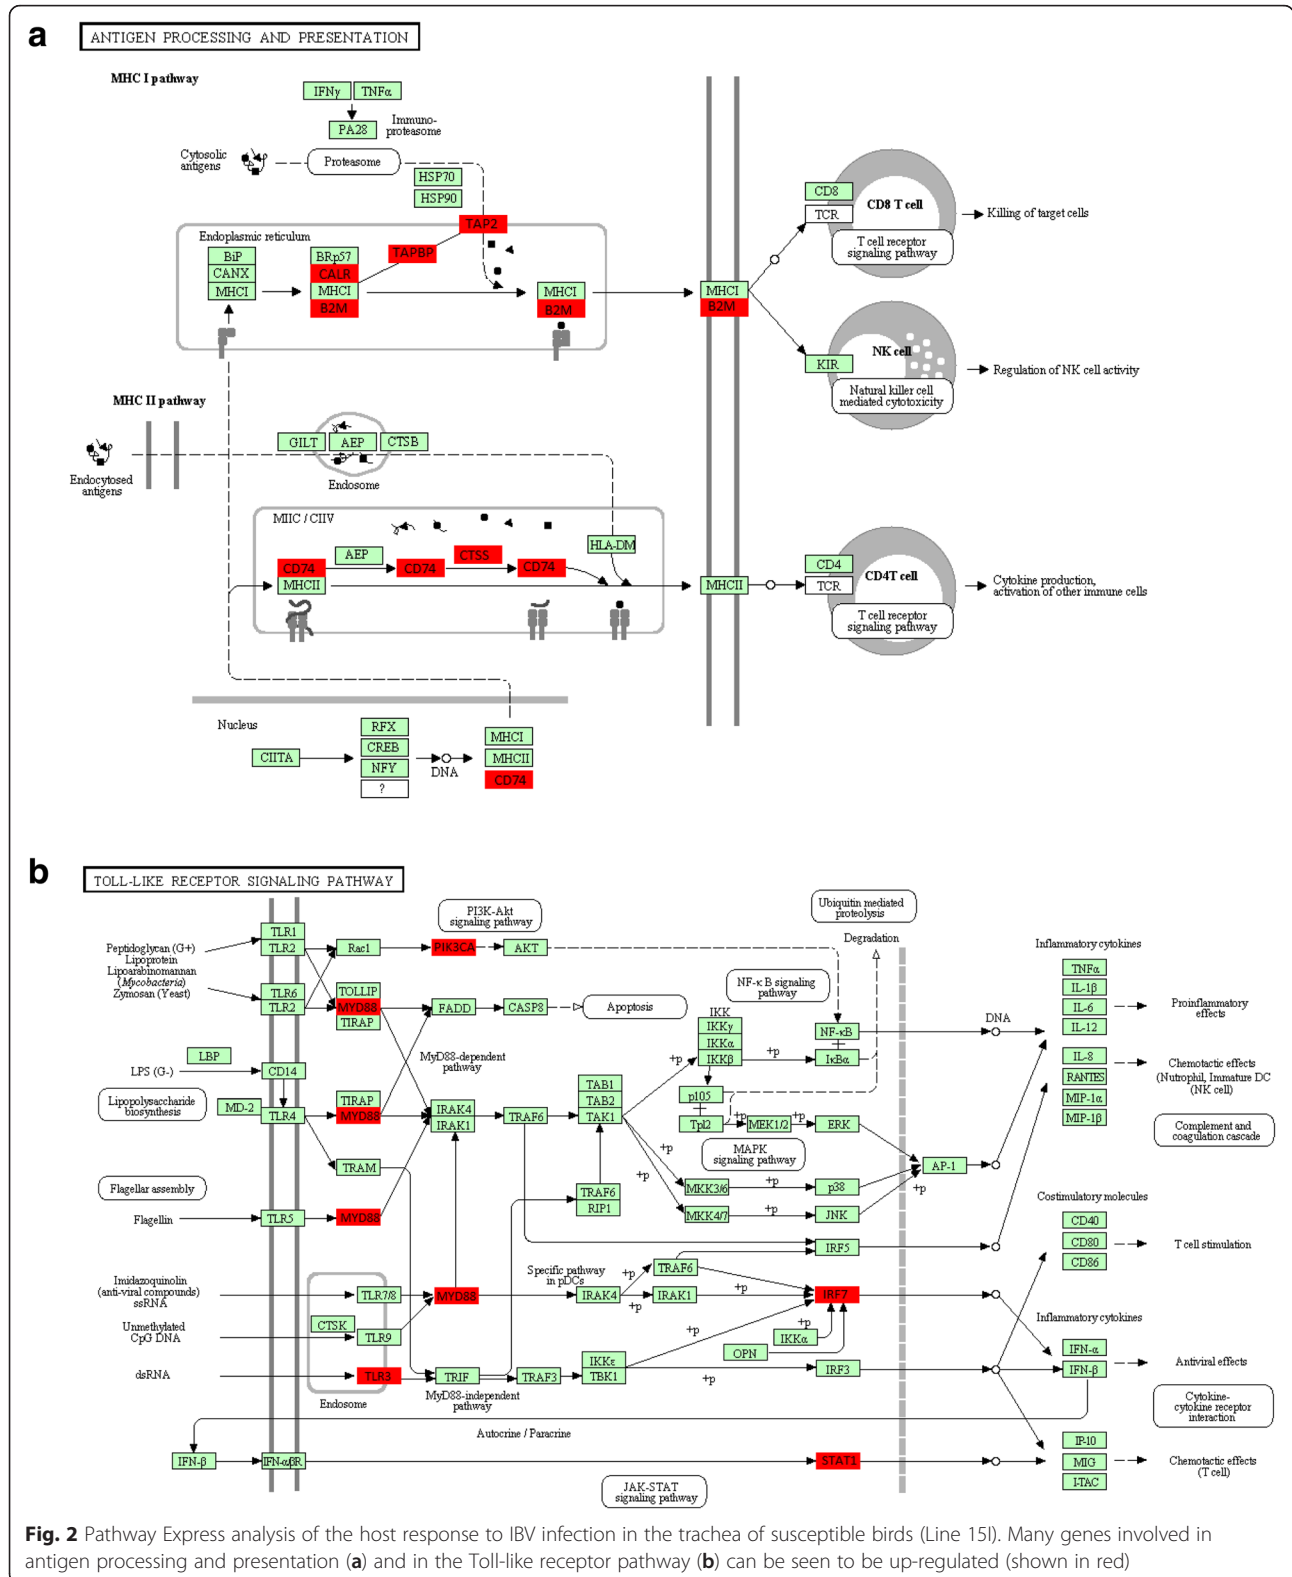 a
ANTIGEN PROCESSING AND PRESENTATION
MHC I pathway
IFNγ TNFα
PA28
Immuno-
proteasome
Cytosolic
antigens
Proteasome
HSP70
HSP90
TAP2
Endoplasmic reticulum
TAPBP
BiP
CANX
MHCI
BRp57
CALR
MHCI
B2M
MHCI
B2M
MHCI
B2M
CD8
TCR
CD8 T cell
T cell receptor
signaling pathway
Killing of target cells
KIR
NK cell
Natural killer cell
mediated cytotoxicity
Regulation of NK cell activity
MHC II pathway
Endocytosed
antigens
GILT AEP CTSB
Endosome
MIIC / CIIV
CD74
MHCII
AEP
CD74
CTSS
CD74
HLA-DM
MHCII
CD4
TCR
CD4T cell
T cell receptor
signaling pathway
Cytokine production,
activation of other immune cells
Nucleus
CIITA
RFX
CREB
NFY
?
DNA
MHCI
MHCII
CD74
b
TOLL-LIKE RECEPTOR SIGNALING PATHWAY
Peptidoglycan (G+)
Lipoprotein
Lipoarabinomannan
(Mycobacteria)
Zymosan (Yeast)
TLR1
TLR2
TLR6
TLR2
Rac1
PIK3CA
PI3K-Akt
signaling pathway
AKT
TOLLIP
MYD88
TIRAP
FADD
CASP8
Apoptosis
Ubiquitin mediated
proteolysis
Degradation
NF-κ B signaling
pathway
IKK
IKKγ
IKKα
IKKβ
+p
+p
NF-κB
IκBα
DNA
Inflammatory cytokines
TNFα
IL-1β
IL-6
IL-12
Proinflammatory
effects
IL-8
RANTES
MIP-1α
MIP-1β
Chemotactic effects
(Nutrophil, Immature DC
(NK cell)
Complement and
coagulation cascade
LBP
LPS (G-)
CD14
Lipopolysaccharide
biosynthesis
MD-2
TLR4
TIRAP
MYD88
MyD88-dependent
pathway
IRAK4
IRAK1
TRAF6
TAB1
TAB2
TAK1
p105
Tpl2
+p
MEK1/2
+p
ERK
MAPK
signaling pathway
TRAM
Flagellar assembly
Flagellin
TLR5
MYD88
TRAF6
RIP1
+p
+p
MKK3/6
+p
p38
MKK4/7
+p
JNK
AP-1
+p
IRF5
Costimulatory molecules
CD40
CD80
CD86
T cell stimulation
Imidazoquinolin
(anti-viral compounds)
ssRNA
TLR7/8
MYD88
Specific pathway
in pDCs
IRAK4
+p
+p
TRAF6
IRAK1
+p
+p
IRF7
Unmethylated
CpG DNA
CTSK
TLR9
+p
+p
IKKα
OPN
dsRNA
TLR3
Endosome
TRIF
MyD88-independent
pathway
TRAF3
IKKε
TBK1
+p
IRF3
Inflammatory cytokines
IFN-α
IFN-β
Antiviral effects
Cytokine-
cytokine receptor
interaction
Autocrine / Paracrine
IFN-β
IFN-αβR
STAT1
JAK-STAT
signaling pathway
IP-10
MIG
I-TAC
Chemotactic effects
(T cell)
Fig. 2 Pathway Express analysis of the host response to IBV infection in the trachea of susceptible birds (Line 15I). Many genes involved in
antigen processing and presentation (a) and in the Toll-like receptor pathway (b) can be seen to be up-regulated (shown in red)